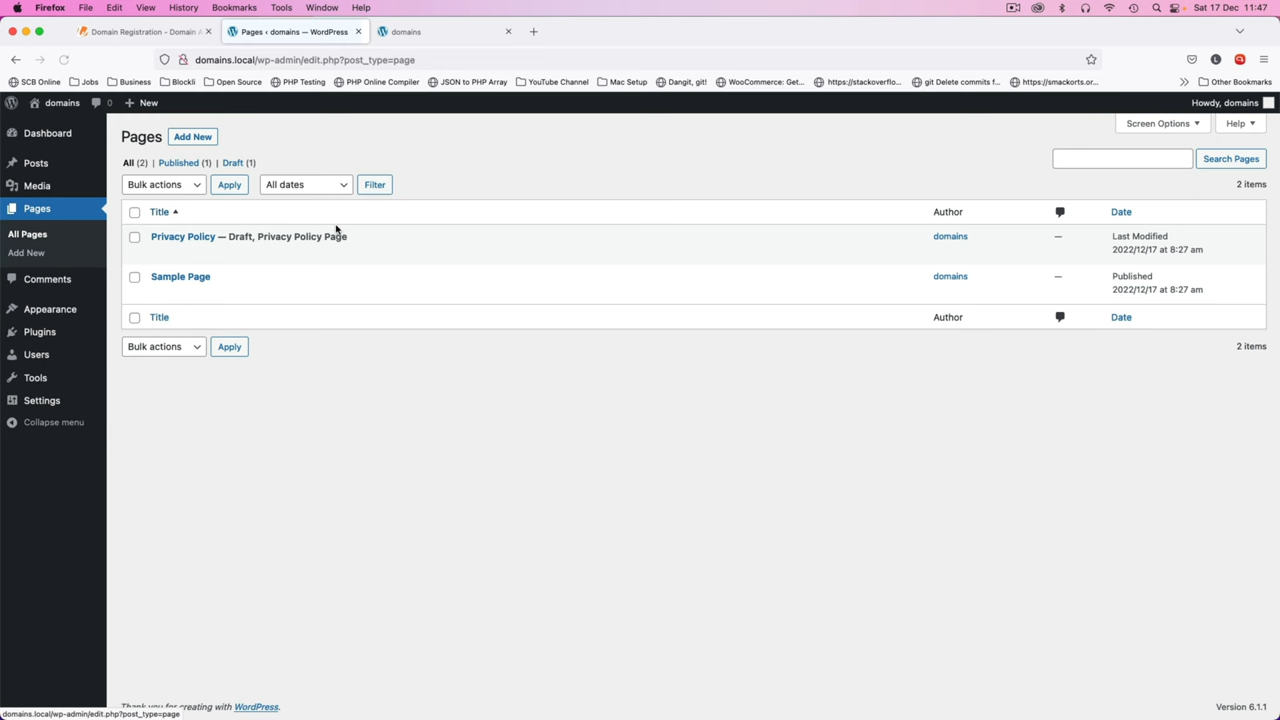 Firefox File Edit View History Bookmarks Tools Window Help Sat 17 Dec 11:47
Domain Registration - Domain A Pages ‹ domains — WordPress domains
domains.local/wp-admin/edit.php?post_type=page
SCB Online Jobs Business Blockli Open Source PHP Testing PHP Online Compiler JSON to PHP Array YouTube Channel Mac Setup Dangit, git! WooCommerce: Get... https://stackoverflo... git Delete commits f... https://smackorts.or... Other Bookmarks
domains 0 New Howdy, domains
Dashboard
Posts
Media
Pages
All Pages
Add New
Comments
Appearance
Plugins
Users
Tools
Settings
Collapse menu
Screen Options Help
Pages Add New
All (2) | Published (1) | Draft (1)
Search Pages
Bulk actions Apply All dates Filter 2 items
Title Author Date
Privacy Policy — Draft, Privacy Policy Page domains — Last Modified
2022/12/17 at 8:27 am
Sample Page domains — Published
2022/12/17 at 8:27 am
Title Author Date
Bulk actions Apply 2 items
Thank you for creating with WordPress. Version 6.1.1
domains.local/wp-admin/edit.php?post_type=page